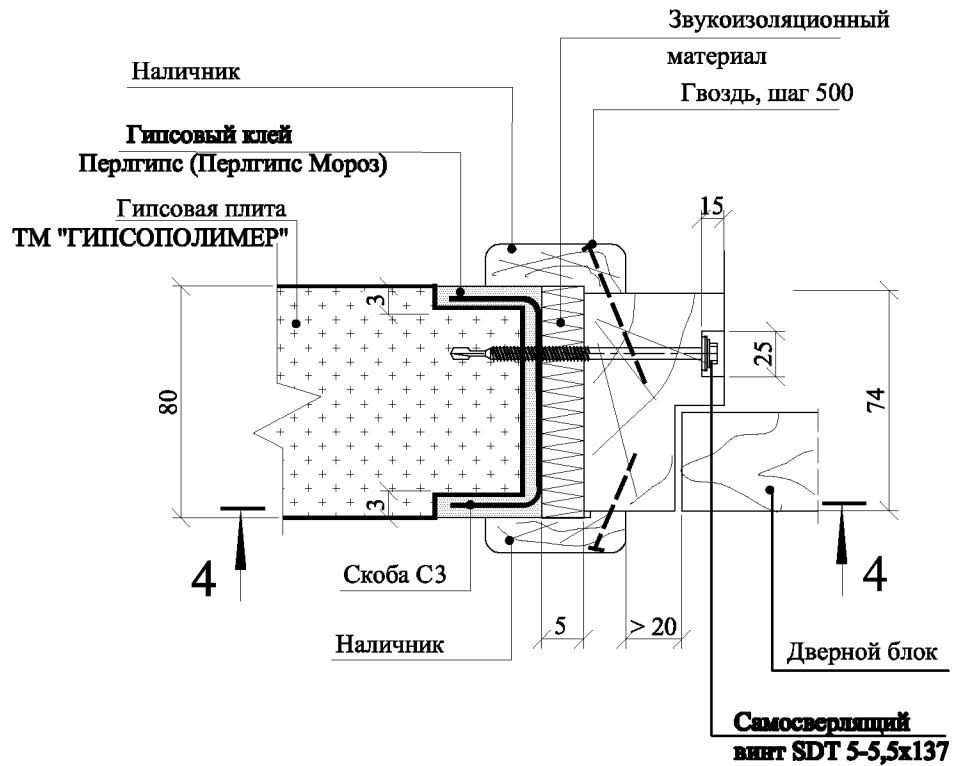 Звукоизоляционный
материал
Наличник
Гвоздь, шаг 500
Гипсовый клей
Перлгипс (Перлгипс Мороз)
Гипсовая плита
ТМ "ГИПСОПОЛИМЕР"
15
3
25
80
74
3
4
4
Скоба С3
5
> 20
Наличник
Дверной блок
Самосверлящий
винт SDT 5-5,5x137